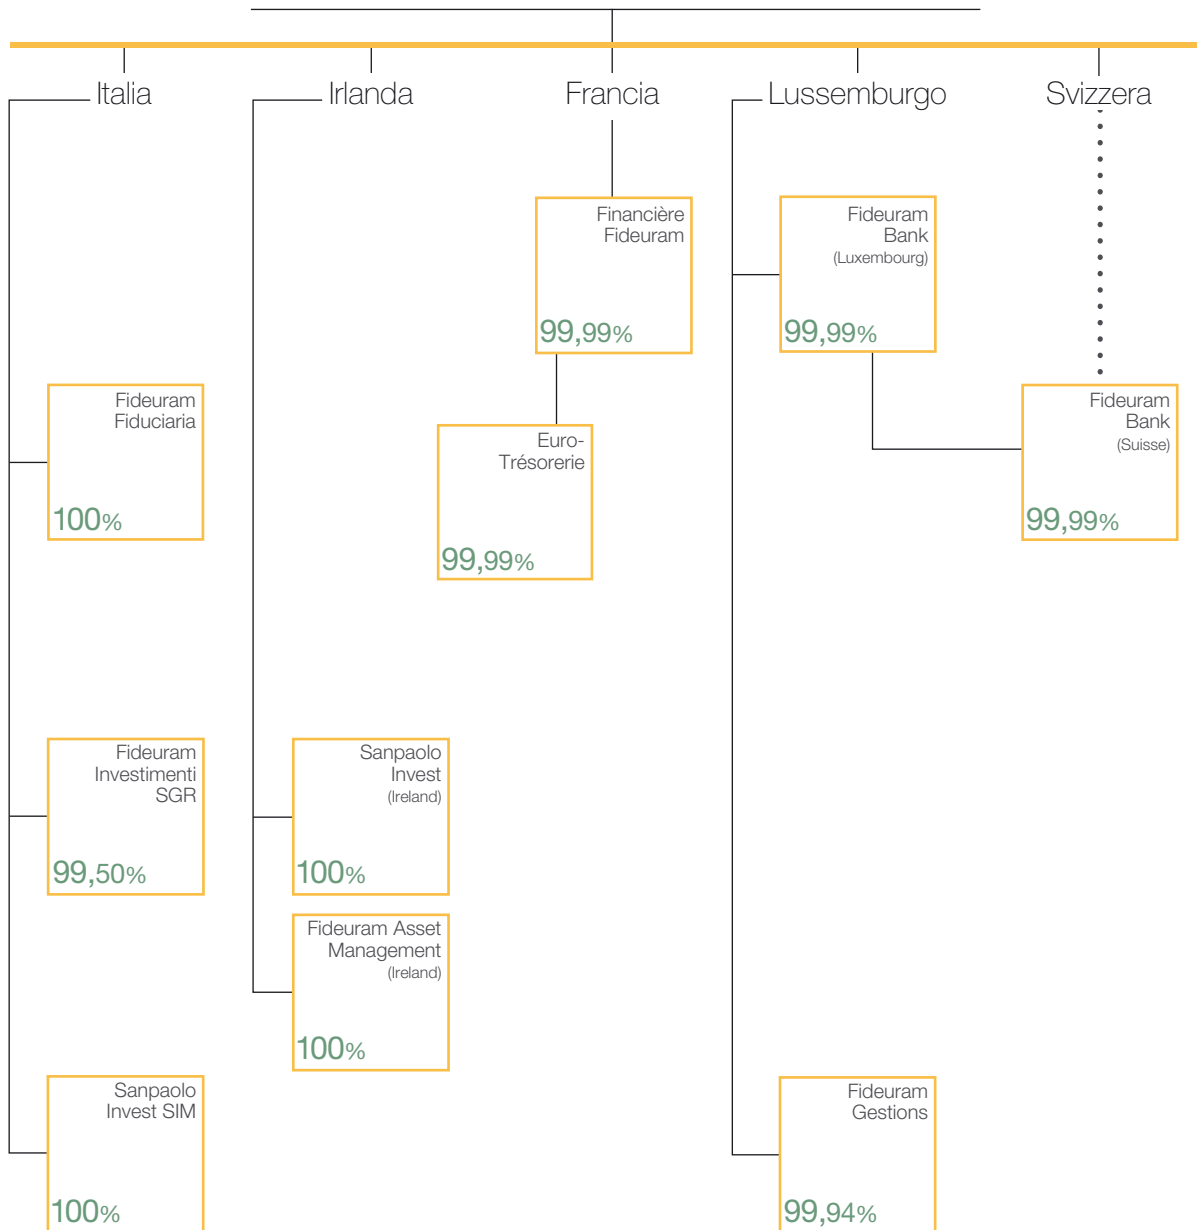 Italia
Irlanda
Francia
Lussemburgo
Svizzera
Financière
Fideuram
99,99%
Fideuram
Bank
(Luxembourg)
99,99%
Fideuram
Fiduciaria
100%
Euro-
Trésorerie
99,99%
Fideuram
Bank
(Suisse)
99,99%
Fideuram
Investimenti
SGR
99,50%
Sanpaolo
Invest
(Ireland)
100%
Fideuram Asset
Management
(Ireland)
100%
Sanpaolo
Invest SIM
100%
Fideuram
Gestions
99,94%